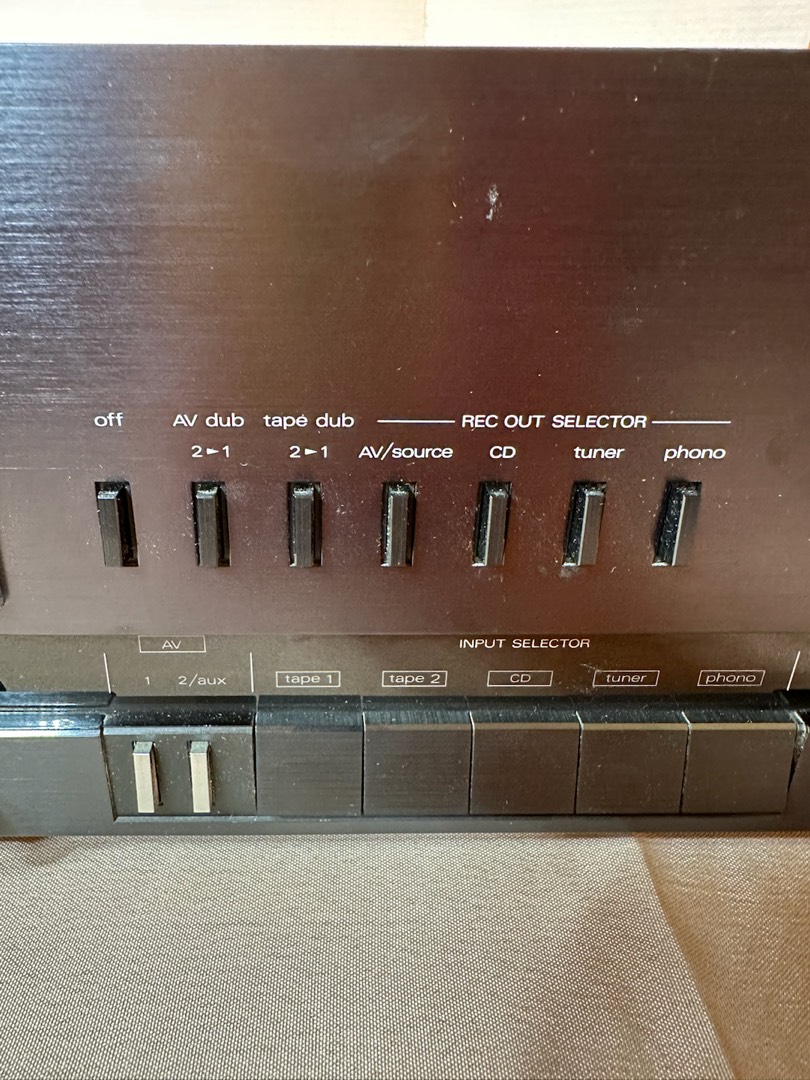 off AV dub tape dub REC OUT SELECTOR
2►1 2►1 AV/source CD tuner phono
AV INPUT SELECTOR
1 2/aux tape 1 tape 2 CD tuner phono